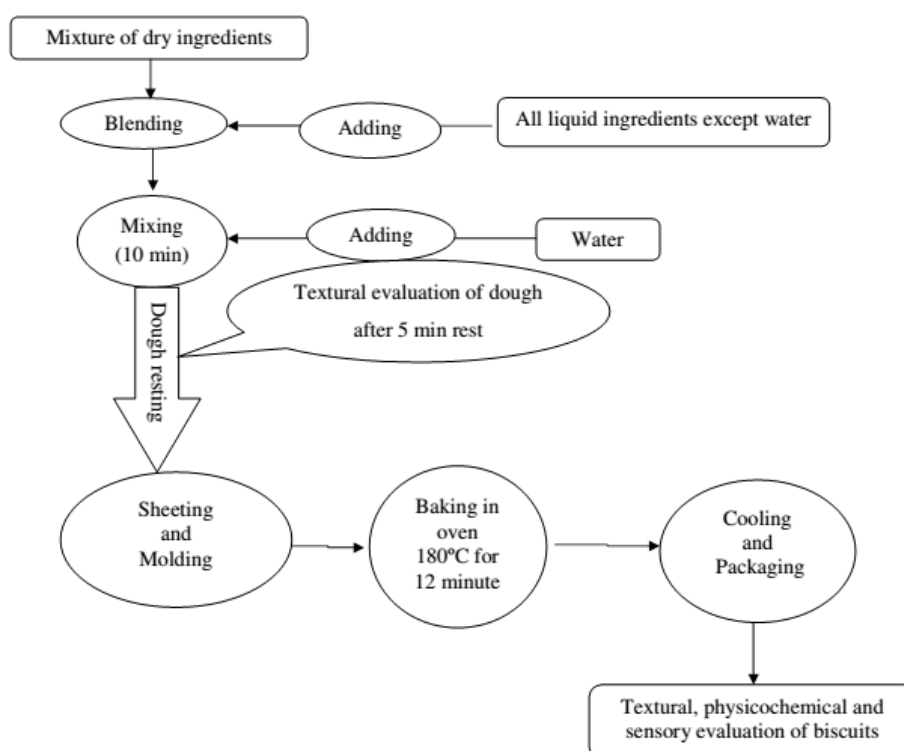 Mixture of dry ingredients
Blending
Adding
All liquid ingredients except water
Mixing
(10 min)
Adding
Water
Textural evaluation of dough
after 5 min rest
Dough resting
Sheeting
and
Molding
Baking in
oven
180ºC for
12 minute
Cooling
and
Packaging
Textural, physicochemical and
sensory evaluation of biscuits